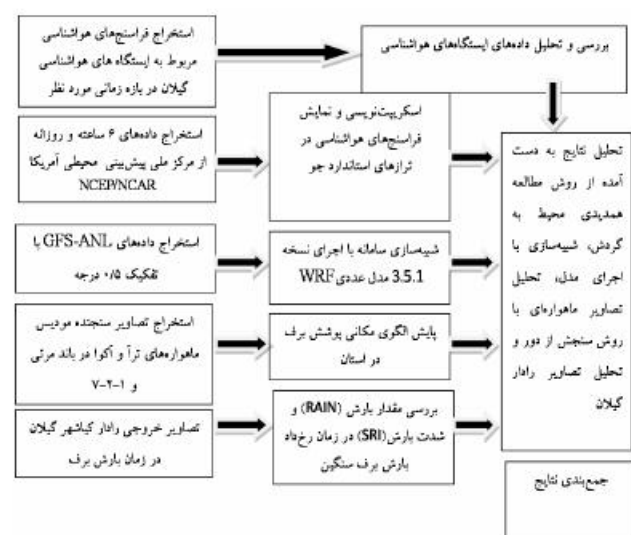 استخراج فراسنج‌های هواشناسی
مربوط به ایستگاه های هواشناسی
گیلان در بازه زمانی مورد نظر
بررسی و تحلیل داده‌های ایستگاه‌های هواشناسی
استخراج داده‌های ۶ ساعته و روزانه
از مرکز ملی پیش‌بینی محیطی آمریکا
NCEP/NCAR
اسکریپت‌نویسی و نمایش
فراسنج‌های هواشناسی در
ترازهای استاندارد جو
استخراج داده‌های GFS-ANL با
تفکیک ۰/۵ درجه
شبیه‌سازی سامانه با اجرای نسخه
3.5.1 مدل عددی WRF
استخراج تصاویر سنجنده مودیس
ماهواره‌های ترآ و آکوا در باند مرئی
و ۱-۲-۷
پایش الگوی مکانی پوشش برف
در استان
تصاویر خروجی رادار کیاشهر گیلان
در زمان بارش برف
بررسی مقدار بارش (RAIN) و
شدت بارش(SRI) در زمان رخ‌داد
بارش برف سنگین
تحلیل نتایج به دست
آمده از روش مطالعه
همدیدی محیط به
گردش، شبیه‌سازی با
اجرای مدل، تحلیل
تصاویر ماهواره‌ای با
روش سنجش از دور و
تحلیل تصاویر رادار
گیلان
جمع‌بندی نتایج